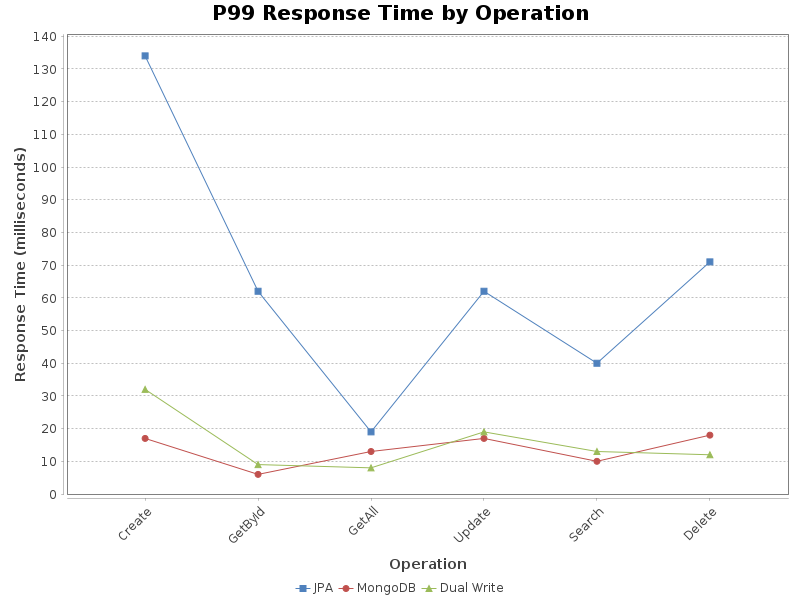 P99 Response Time by Operation
Response Time (milliseconds)
140
130
120
110
100
90
80
70
60
50
40
30
20
10
0
Create
GetById
GetAll
Update
Search
Delete
Operation
JPA MongoDB Dual Write